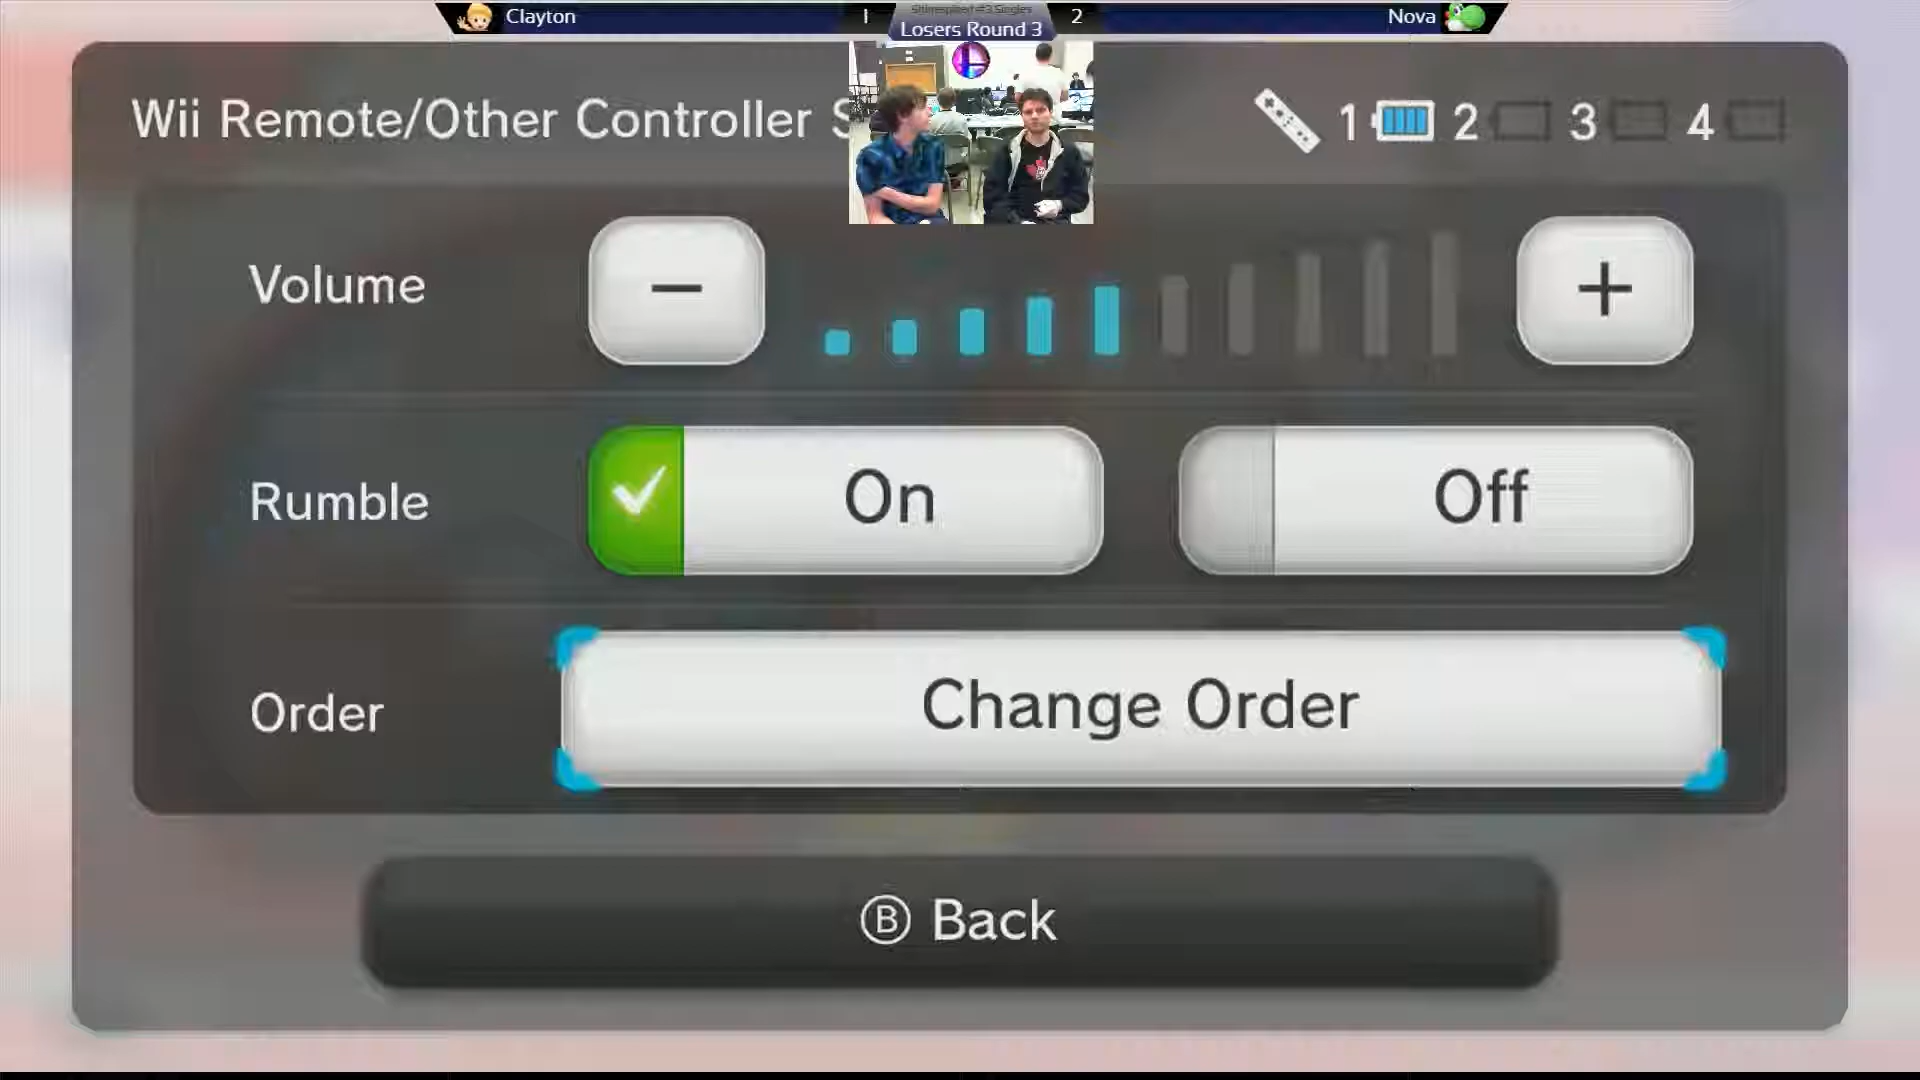 Clayton
1
2
Nova
Losers Round 3
Wii Remote/Other Controller
1 2 3 4
Volume
− +
Rumble
On
Off
Order
Change Order
Ⓑ Back